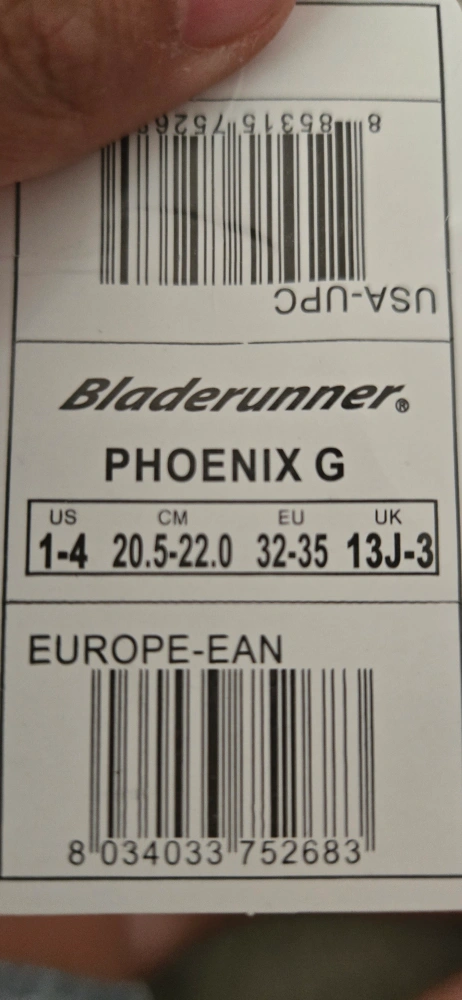 8 85315 7526
USA-UPC
Bladerunner®
PHOENIX G
US CM EU UK
1-4 20.5-22.0 32-35 13J-3
EUROPE-EAN
8 034033 752683